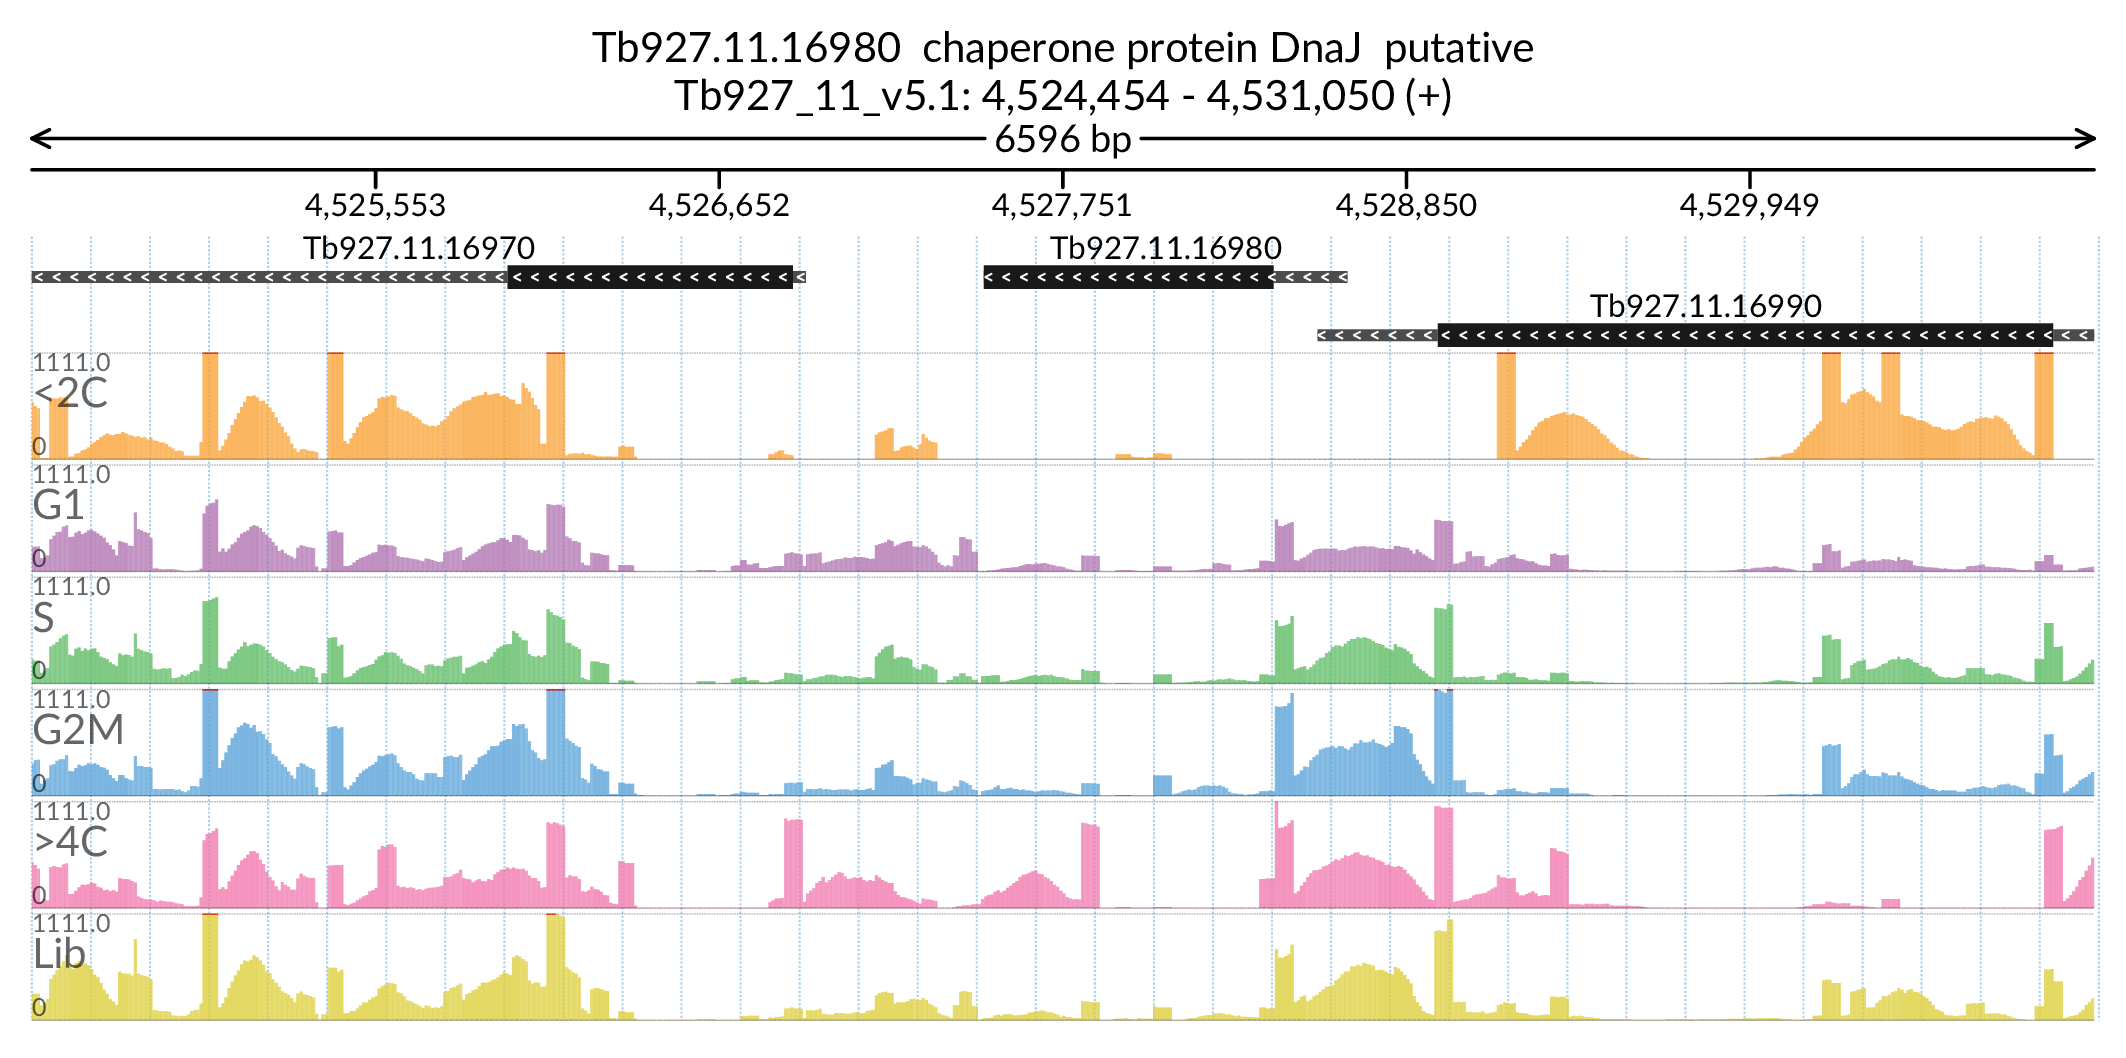 Tb927.11.16980 chaperone protein DnaJ putative
Tb927_11_v5.1: 4,524,454 - 4,531,050 (+)
6596 bp
4,525,553 4,526,652 4,527,751 4,528,850 4,529,949
Tb927.11.16970 Tb927.11.16980
Tb927.11.16990
1111.0
<2C
0
1111.0
G1
0
1111.0
S
0
1111.0
G2M
0
1111.0
>4C
0
1111.0
Lib
0